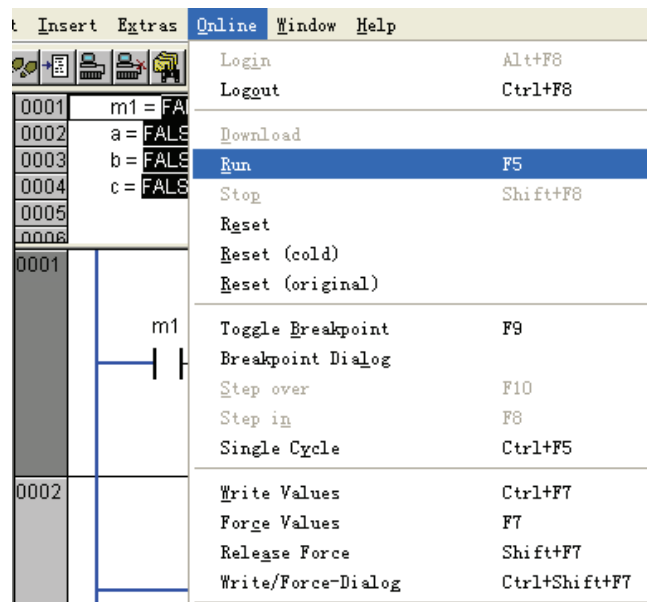 t Insert Extras Online Window Help
0001 m1 = FAL
0002 a = FALS
0003 b = FALS
0004 c = FALS
0005
0006
0001
m1
0002
Login Alt+F8
Logout Ctrl+F8
Download
Run F5
Stop Shift+F8
Reset
Reset (cold)
Reset (original)
Toggle Breakpoint F9
Breakpoint Dialog
Step over F10
Step in F8
Single Cycle Ctrl+F5
Write Values Ctrl+F7
Force Values F7
Release Force Shift+F7
Write/Force-Dialog Ctrl+Shift+F7